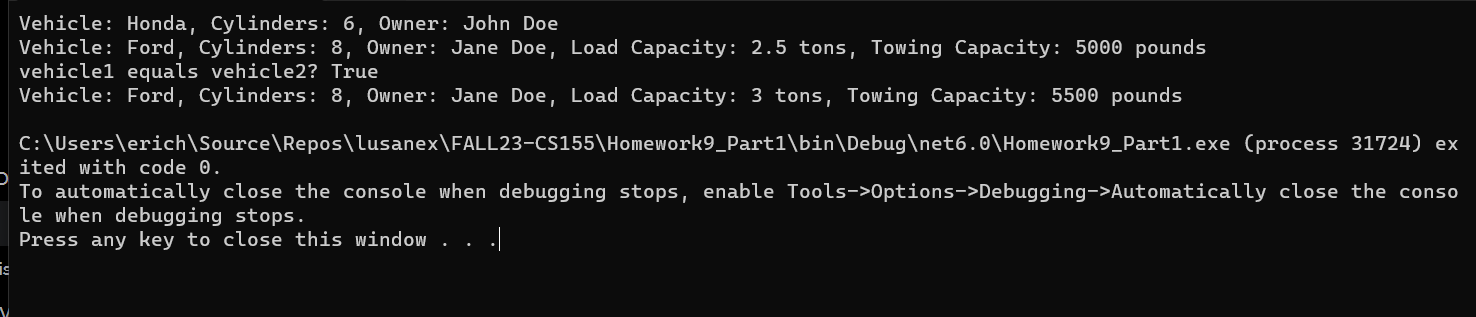 Vehicle: Honda, Cylinders: 6, Owner: John Doe
Vehicle: Ford, Cylinders: 8, Owner: Jane Doe, Load Capacity: 2.5 tons, Towing Capacity: 5000 pounds
vehicle1 equals vehicle2? True
Vehicle: Ford, Cylinders: 8, Owner: Jane Doe, Load Capacity: 3 tons, Towing Capacity: 5500 pounds
C:\Users\erich\Source\Repos\lusanex\FALL23-CS155\Homework9_Part1\bin\Debug\net6.0\Homework9_Part1.exe (process 31724) ex
ited with code 0.
To automatically close the console when debugging stops, enable Tools->Options->Debugging->Automatically close the conso
le when debugging stops.
Press any key to close this window . . .